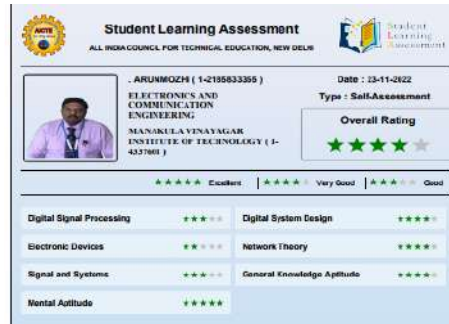 AICTE
Student Learning Assessment
ALL INDIA COUNCIL FOR TECHNICAL EDUCATION, NEW DELHI
Student
Learning
Assessment
. ARUNMOZHI ( 1-2185833355 )
ELECTRONICS AND
COMMUNICATION
ENGINEERING
MANAKULA VINAYAGAR
INSTITUTE OF TECHNOLOGY ( 1-
4337601 )
Date : 23-11-2022
Type : Self-Assessment
Overall Rating
Excellent
Very Good
Good
Digital Signal Processing
Digital System Design
Electronic Devices
Network Theory
Signal and Systems
General Knowledge Aptitude
Mental Aptitude